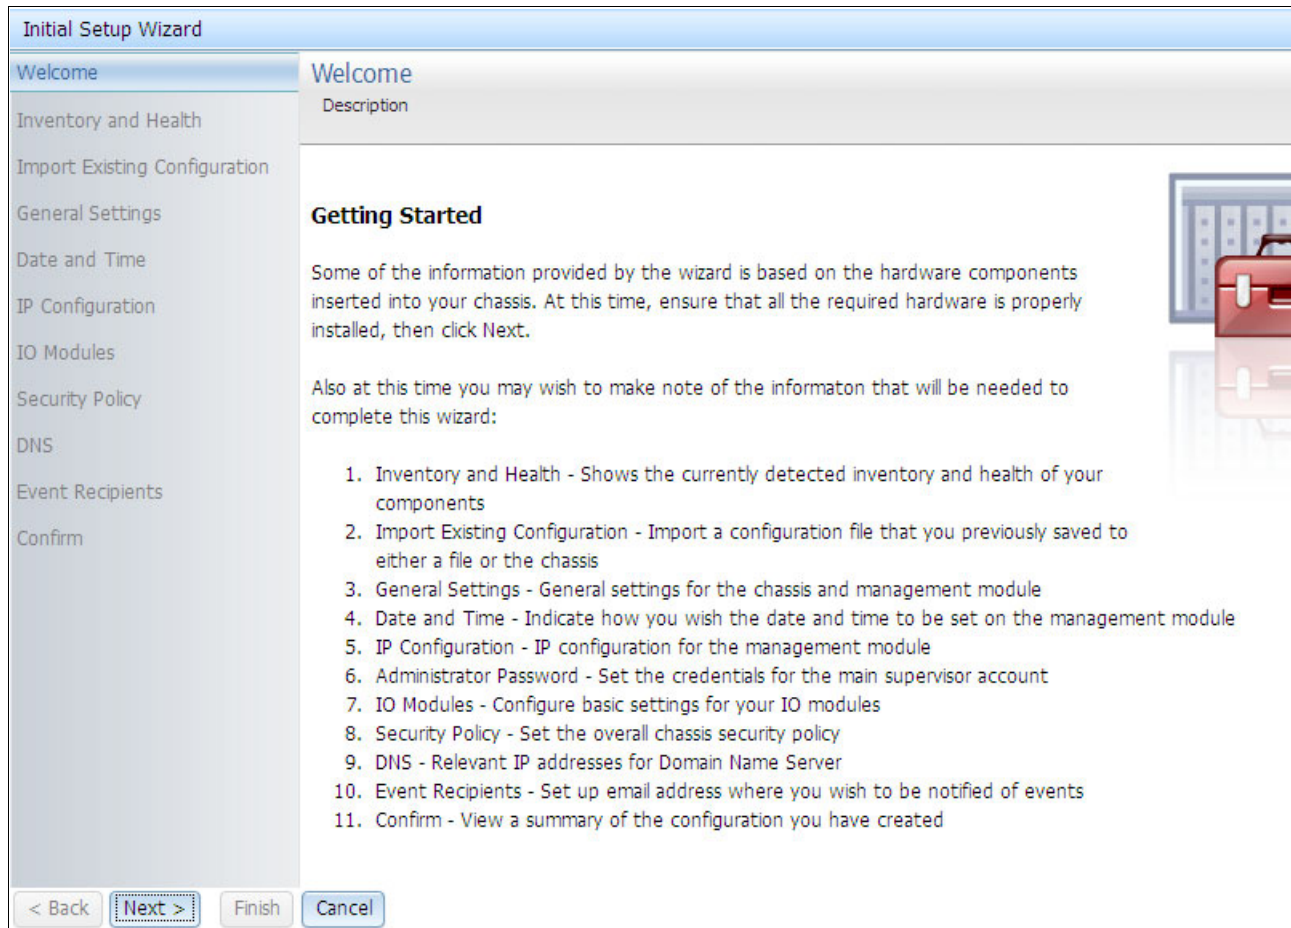 Initial Setup Wizard
Welcome
Inventory and Health
Import Existing Configuration
General Settings
Date and Time
IP Configuration
IO Modules
Security Policy
DNS
Event Recipients
Confirm
Welcome
Description
Getting Started
Some of the information provided by the wizard is based on the hardware components
inserted into your chassis. At this time, ensure that all the required hardware is properly
installed, then click Next.
Also at this time you may wish to make note of the informaton that will be needed to
complete this wizard:
1. Inventory and Health - Shows the currently detected inventory and health of your
components
2. Import Existing Configuration - Import a configuration file that you previously saved to
either a file or the chassis
3. General Settings - General settings for the chassis and management module
4. Date and Time - Indicate how you wish the date and time to be set on the management module
5. IP Configuration - IP configuration for the management module
6. Administrator Password - Set the credentials for the main supervisor account
7. IO Modules - Configure basic settings for your IO modules
8. Security Policy - Set the overall chassis security policy
9. DNS - Relevant IP addresses for Domain Name Server
10. Event Recipients - Set up email address where you wish to be notified of events
11. Confirm - View a summary of the configuration you have created
< Back Next > Finish Cancel